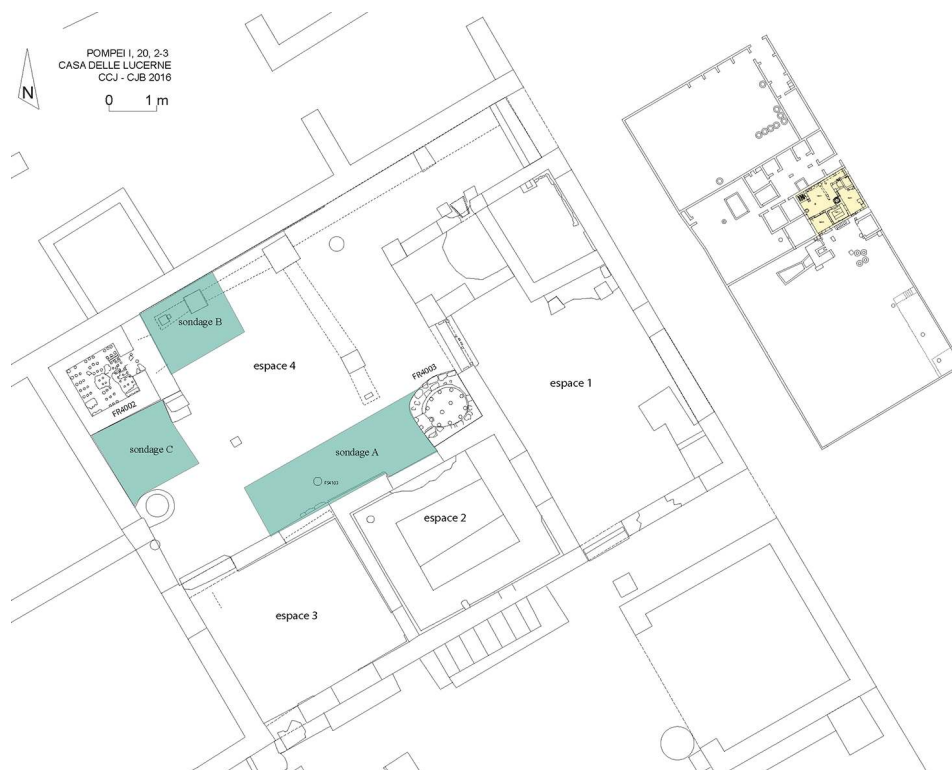 POMPEI I, 20, 2-3
CASA DELLE LUCERNE
CCJ - CJB 2016
N
0 1 m
sondage B
espace 4
FR4003
espace 1
FR4002
sondage C
sondage A
espace 2
espace 3